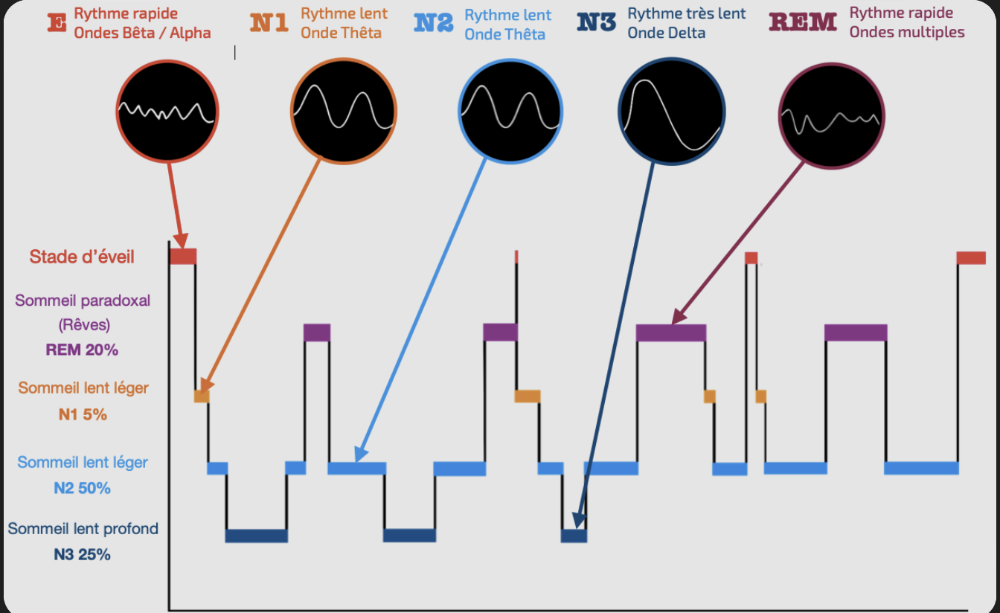 E Rythme rapide
Ondes Bêta / Alpha
N1 Rythme lent
Onde Thêta
N2 Rythme lent
Onde Thêta
N3 Rythme très lent
Onde Delta
REM Rythme rapide
Ondes multiples
Stade d’éveil
Sommeil paradoxal
(Rêves)
REM 20%
Sommeil lent léger
N1 5%
Sommeil lent léger
N2 50%
Sommeil lent profond
N3 25%